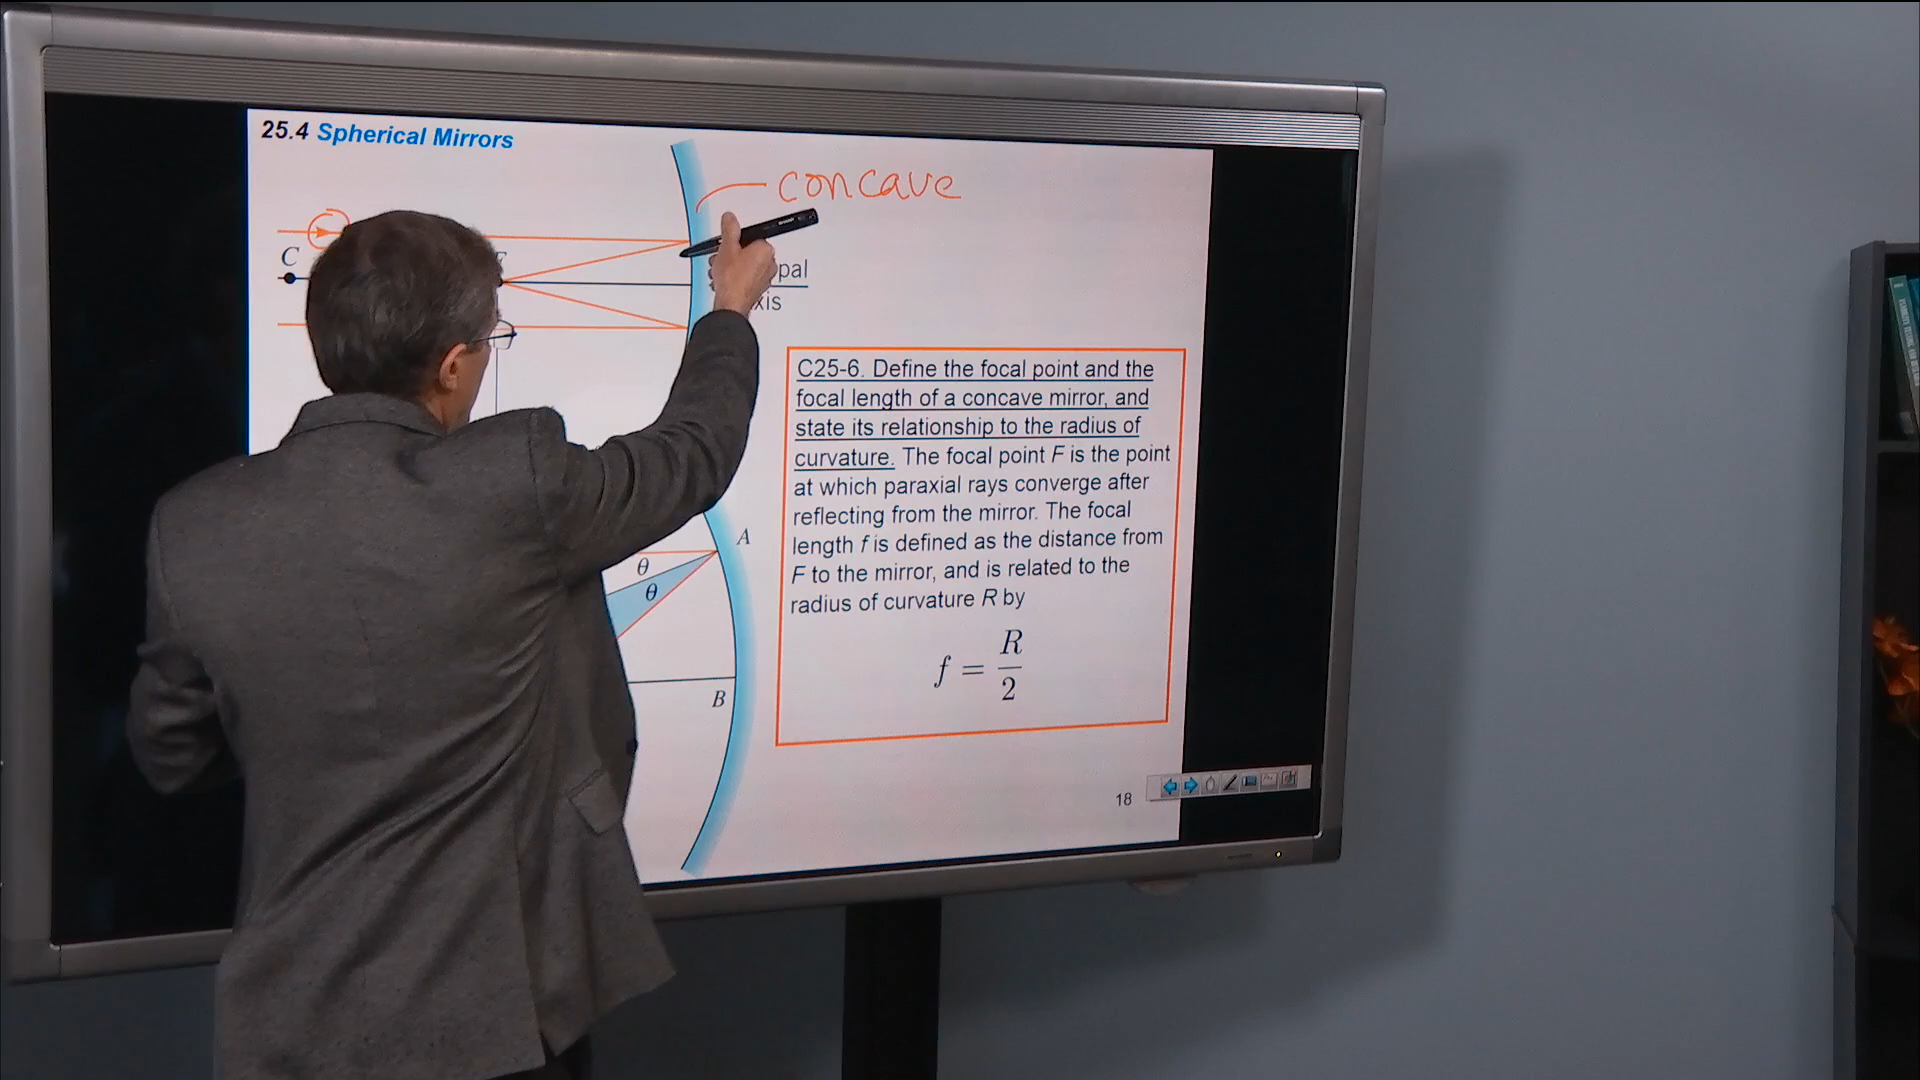 25.4 Spherical Mirrors
concave
C
pal
xis
C25-6. Define the focal point and the
focal length of a concave mirror, and
state its relationship to the radius of
curvature. The focal point F is the point
at which paraxial rays converge after
reflecting from the mirror. The focal
length f is defined as the distance from
F to the mirror, and is related to the
radius of curvature R by
f = R/2
A
θ
θ
B
18